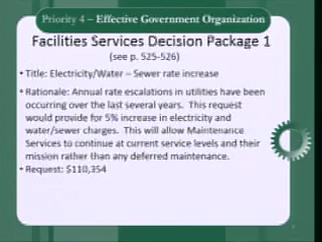 Priority 4 – Effective Government Organization
Facilities Services Decision Package 1
(see p. 525-526)
• Title: Electricity/Water – Sewer rate increase
• Rationale: Annual rate escalations in utilities have been
occurring over the last several years. This request
would provide for 5% increase in electricity and
water/sewer charges. This will allow Maintenance
Services to continue at current service levels and their
mission rather than any deferred maintenance.
• Request: $110,354